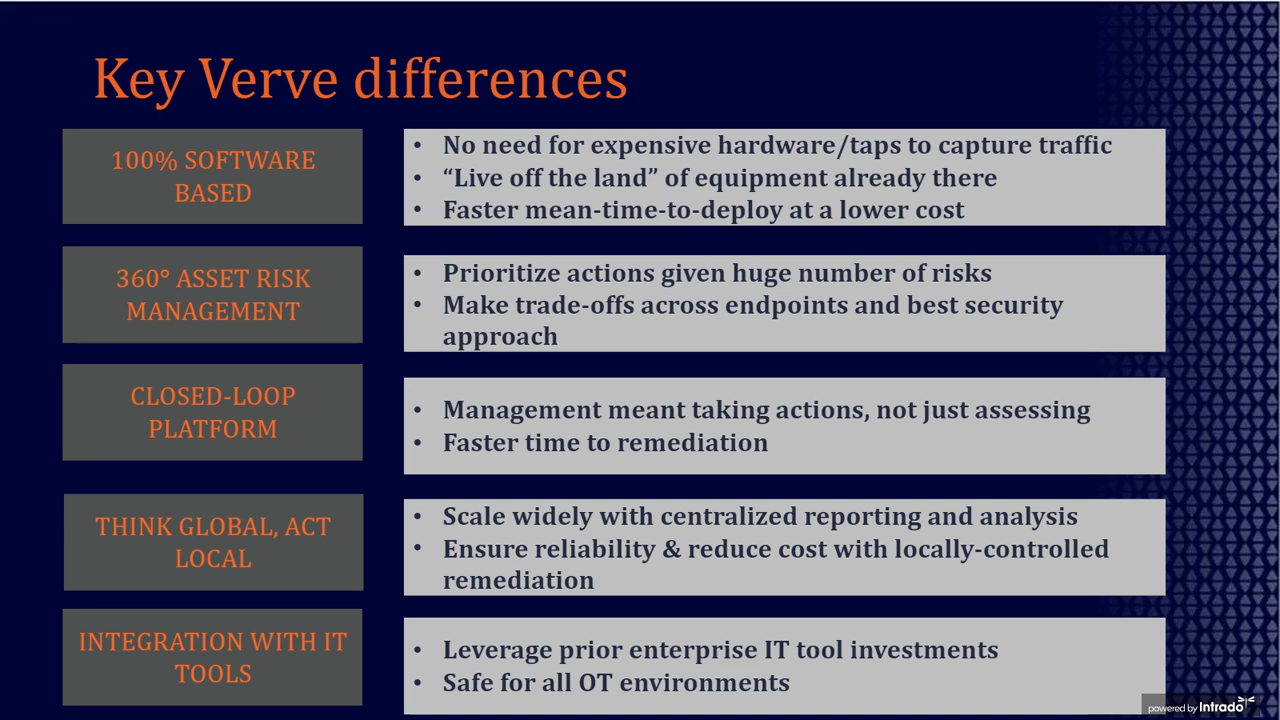 Key Verve differences
100% SOFTWARE
BASED
• No need for expensive hardware/taps to capture traffic
• “Live off the land” of equipment already there
• Faster mean-time-to-deploy at a lower cost
360° ASSET RISK
MANAGEMENT
• Prioritize actions given huge number of risks
• Make trade-offs across endpoints and best security
approach
CLOSED-LOOP
PLATFORM
• Management meant taking actions, not just assessing
• Faster time to remediation
THINK GLOBAL, ACT
LOCAL
• Scale widely with centralized reporting and analysis
• Ensure reliability & reduce cost with locally-controlled
remediation
INTEGRATION WITH IT
TOOLS
• Leverage prior enterprise IT tool investments
• Safe for all OT environments
powered by Intrado